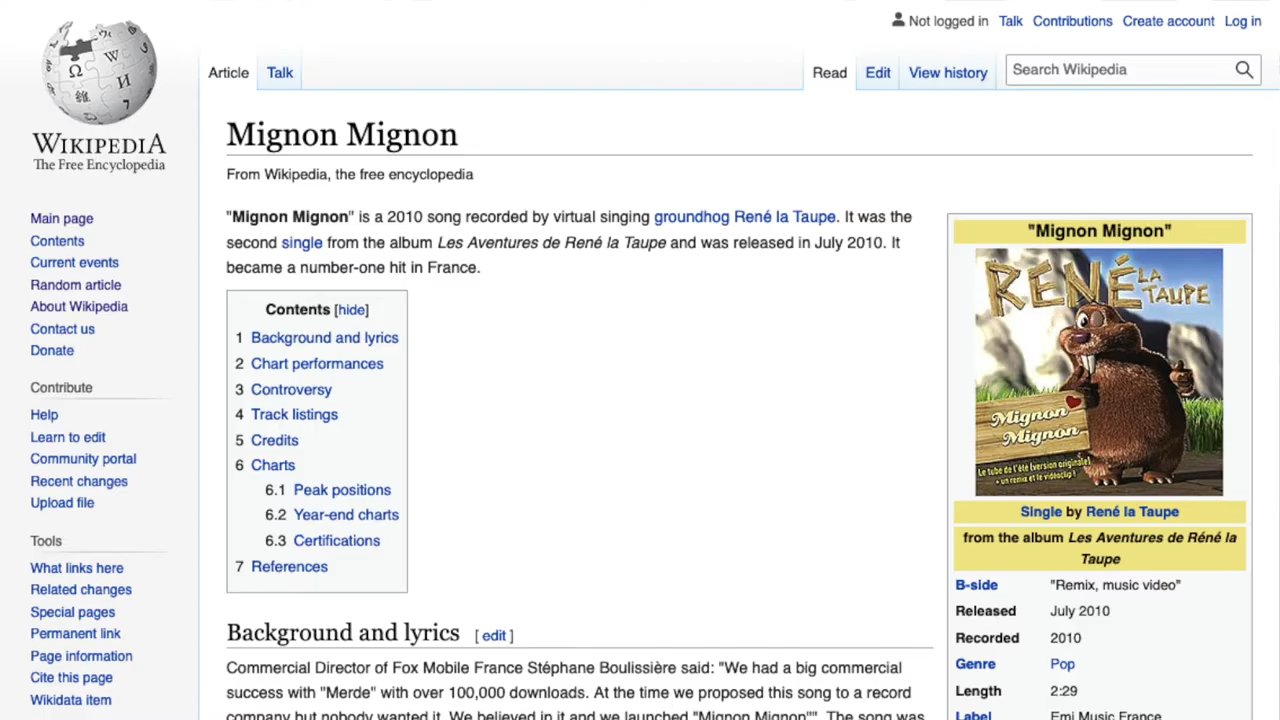 Not logged in Talk Contributions Create account Log in
Article Talk Read Edit View history Search Wikipedia
WIKIPEDIA
The Free Encyclopedia
Main page
Contents
Current events
Random article
About Wikipedia
Contact us
Donate
Contribute
Help
Learn to edit
Community portal
Recent changes
Upload file
Tools
What links here
Related changes
Special pages
Permanent link
Page information
Cite this page
Wikidata item
Mignon Mignon
From Wikipedia, the free encyclopedia
"Mignon Mignon" is a 2010 song recorded by virtual singing groundhog René la Taupe. It was the
second single from the album Les Aventures de René la Taupe and was released in July 2010. It
became a number-one hit in France.
Contents [hide]
1 Background and lyrics
2 Chart performances
3 Controversy
4 Track listings
5 Credits
6 Charts
6.1 Peak positions
6.2 Year-end charts
6.3 Certifications
7 References
Background and lyrics [ edit ]
Commercial Director of Fox Mobile France Stéphane Boulissière said: "We had a big commercial
success with "Merde" with over 100,000 downloads. At the time we proposed this song to a record
company but nobody wanted it. We believed in it and we launched "Mignon Mignon"". The song was
"Mignon Mignon"
RENÉ LA TAUPE
Mignon
Mignon
Le tube de l'été (version originale)
+ un remix et le vidéoclip !
Single by René la Taupe
from the album Les Aventures de Réné la
Taupe
B-side "Remix, music video"
Released July 2010
Recorded 2010
Genre Pop
Length 2:29
Label Emi Music France